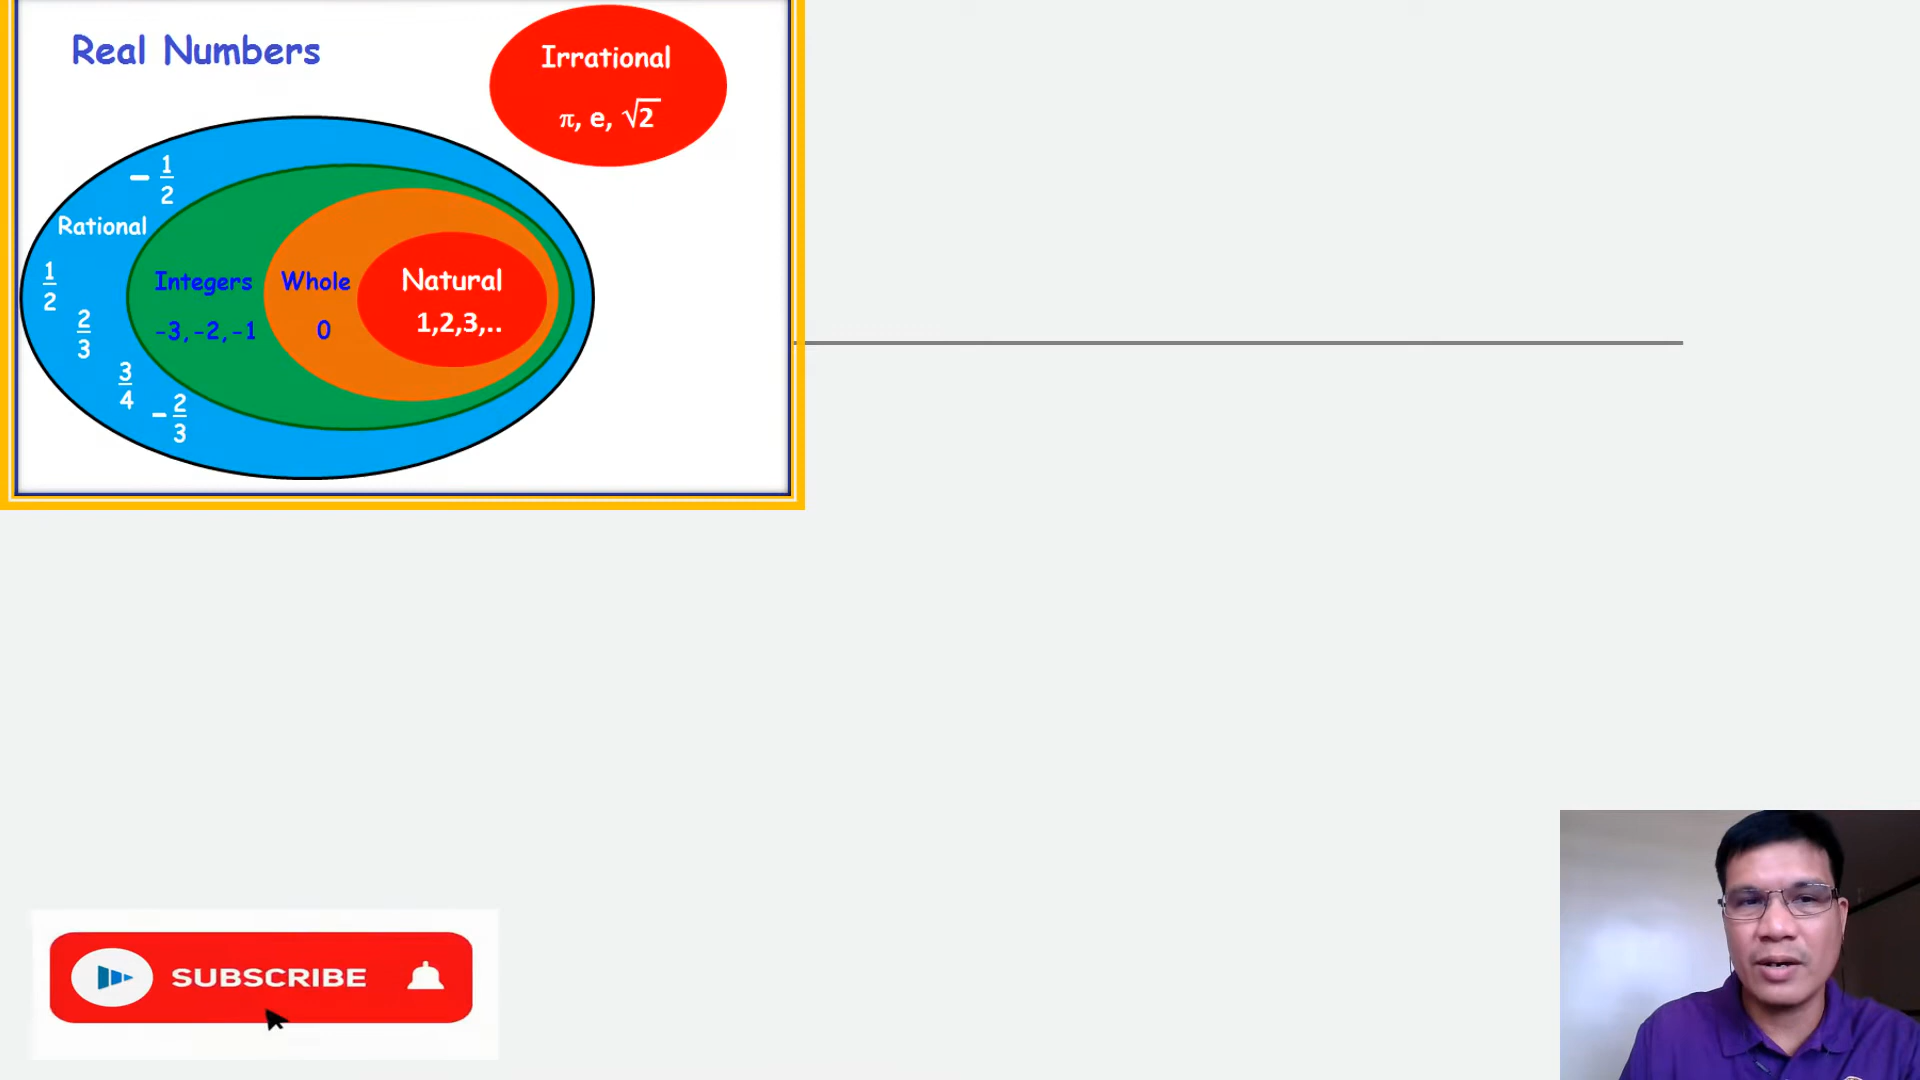 Real Numbers
Irrational
π, e, √2
- 1/2
Rational
1/2
2/3
3/4
- 2/3
Integers
-3,-2,-1
Whole
0
Natural
1,2,3,..
SUBSCRIBE